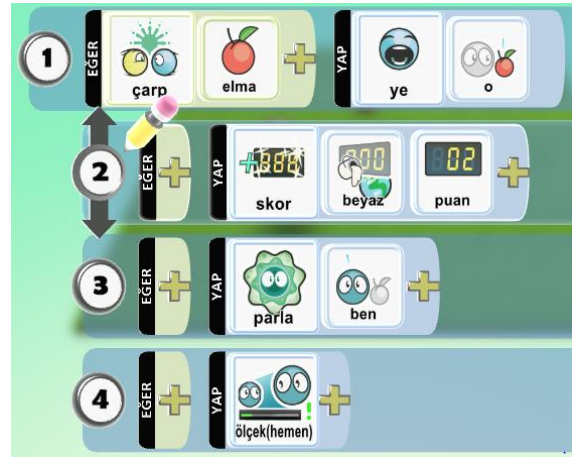 1 EĞER çarp elma YAP ye o
2 EĞER YAP skor beyaz puan 02
3 EĞER YAP parla ben
4 EĞER YAP ölçek(hemen)